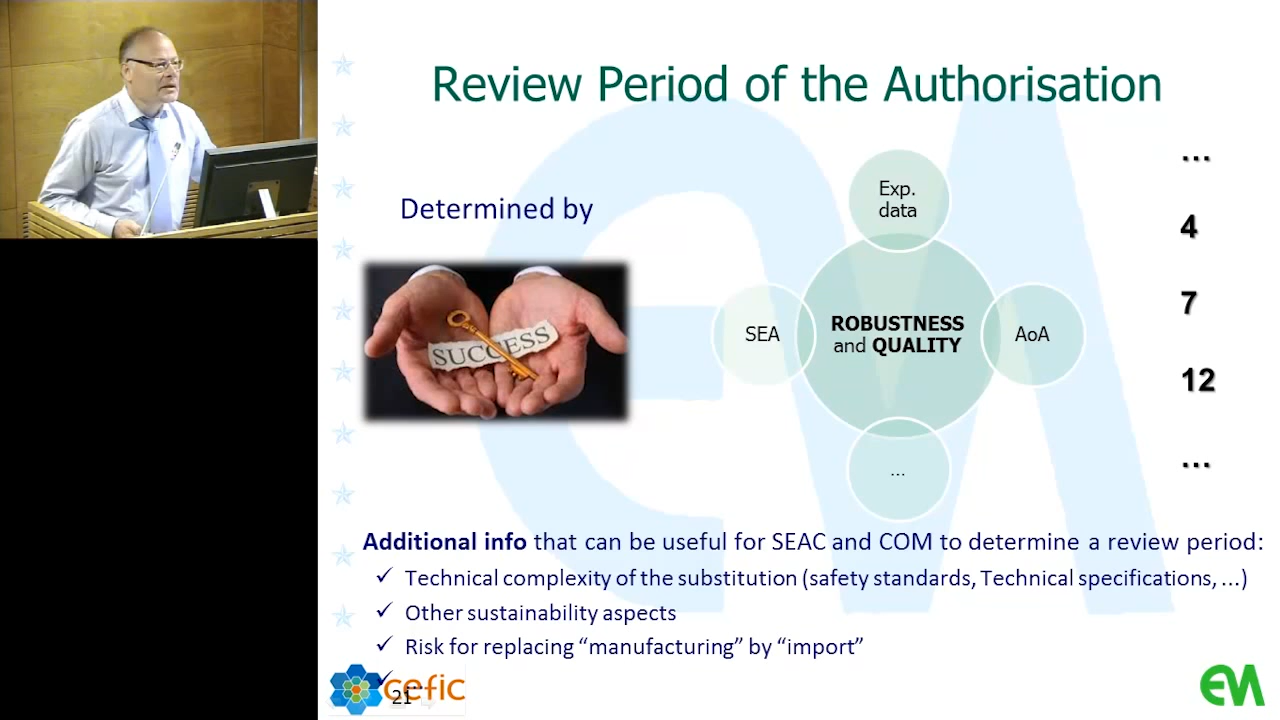 Review Period of the Authorisation
Determined by
SUCCESS
Exp.
data
SEA
ROBUSTNESS
and QUALITY
AoA
...
...
4
7
12
...
Additional info that can be useful for SEAC and COM to determine a review period:
✓ Technical complexity of the substitution (safety standards, Technical specifications, ...)
✓ Other sustainability aspects
✓ Risk for replacing “manufacturing” by “import”
✓ ...
cefic
21
EM